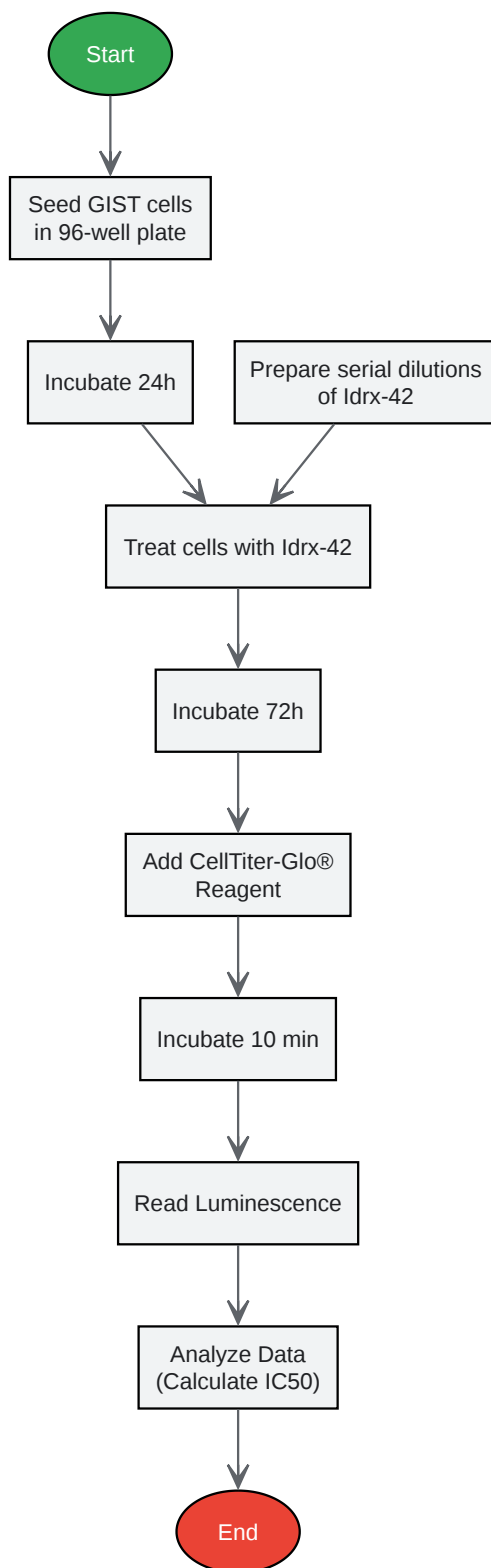 Start
Seed GIST cells
in 96-well plate
Incubate 24h
Prepare serial dilutions
of Idrx-42
Treat cells with Idrx-42
Incubate 72h
Add CellTiter-Glo®
Reagent
Incubate 10 min
Read Luminescence
Analyze Data
(Calculate IC50)
End